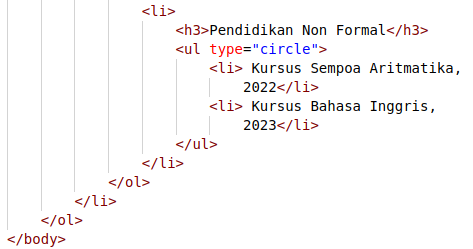 <li>
<h3>Pendidikan Non Formal</h3>
<ul type="circle">
<li> Kursus Sempoa Aritmatika,
2022</li>
<li> Kursus Bahasa Inggris,
2023</li>
</ul>
</li>
</ol>
</li>
</ol>
</body>